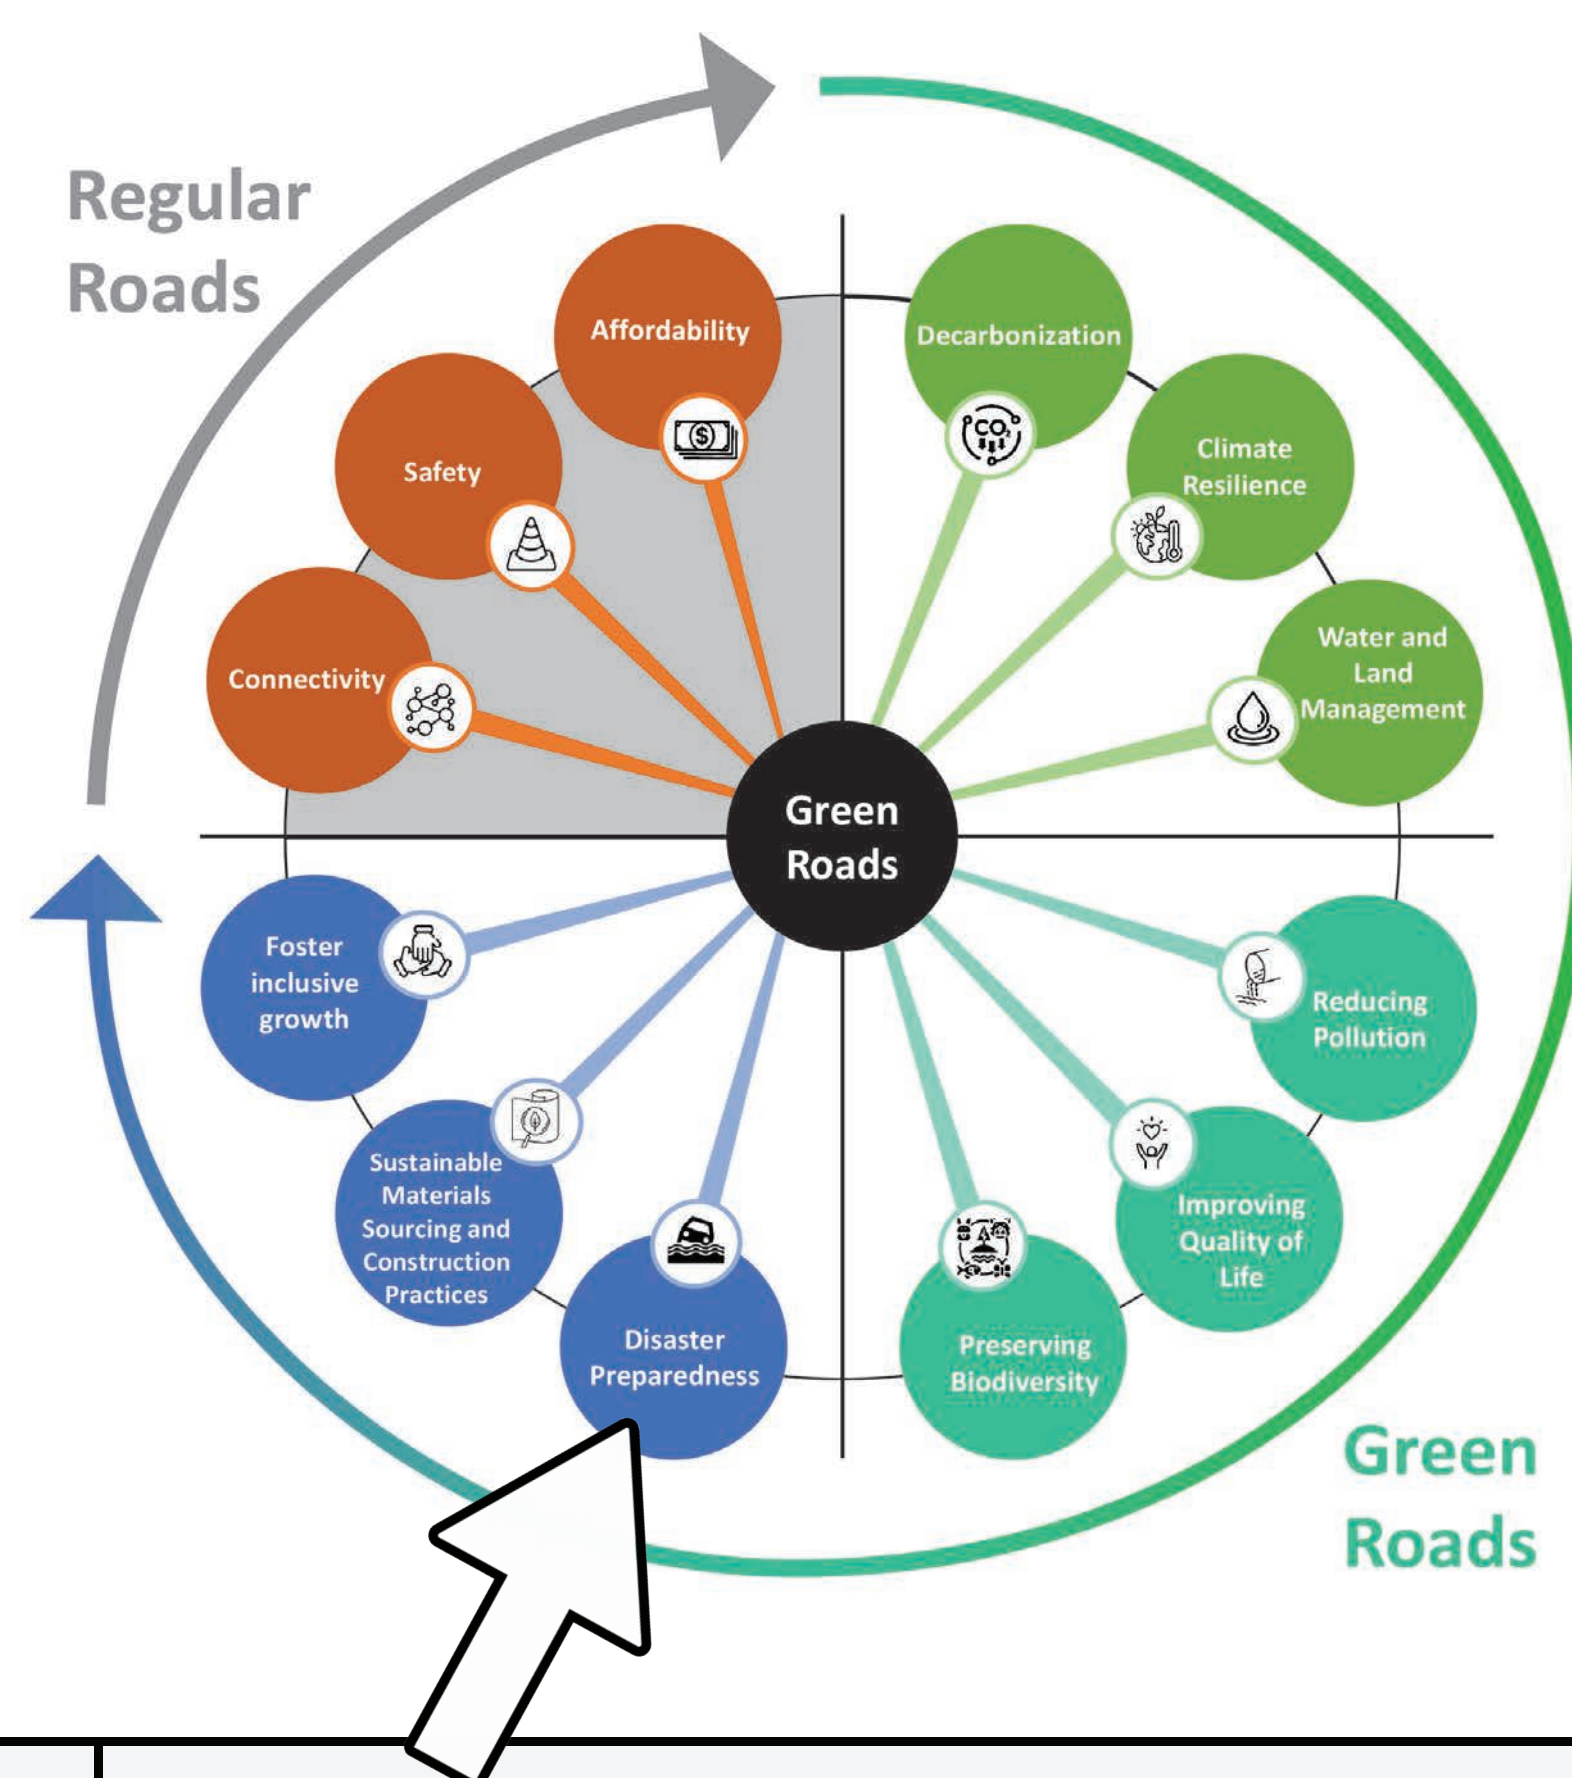 Regular
Roads
Affordability
Safety
Connectivity
Decarbonization
CO2
Climate
Resilience
Water and
Land
Management
Green
Roads
Foster
inclusive
growth
Sustainable
Materials
Sourcing and
Construction
Practices
Disaster
Preparedness
Reducing
Pollution
Improving
Quality of
Life
Preserving
Biodiversity
Green
Roads